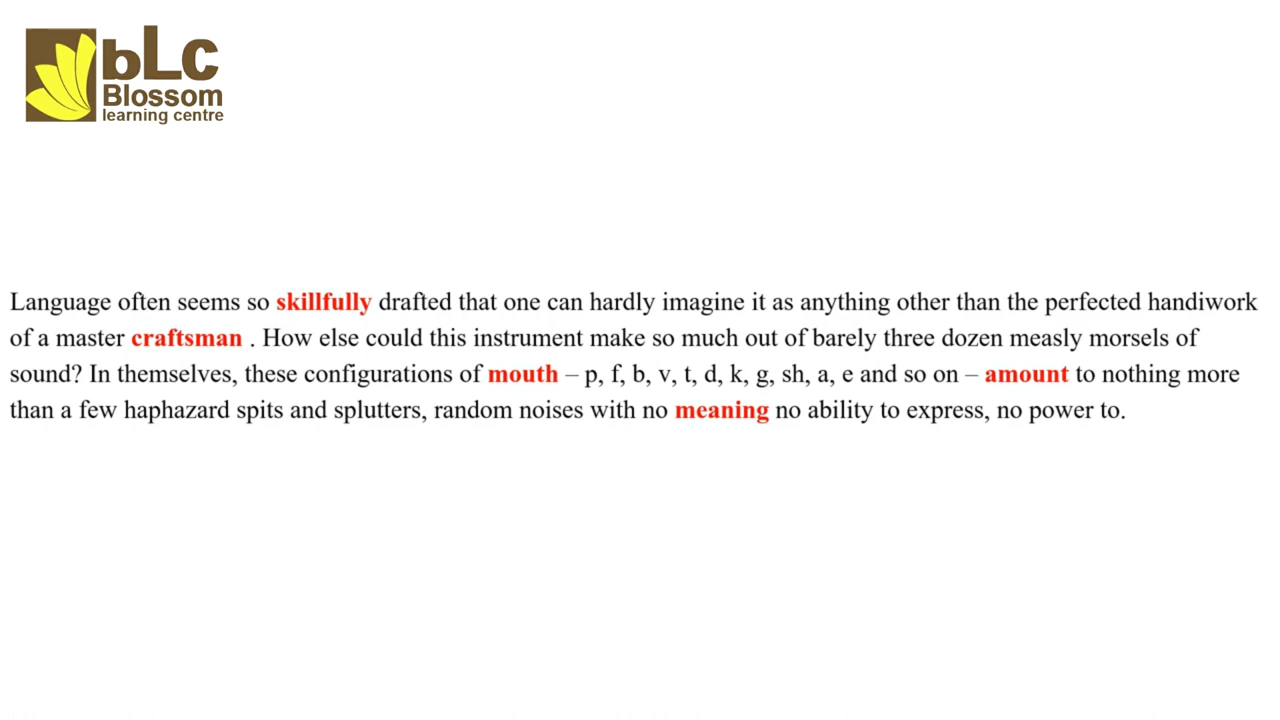 bLc
Blossom
learning centre
Language often seems so skillfully drafted that one can hardly imagine it as anything other than the perfected handiwork
of a master craftsman . How else could this instrument make so much out of barely three dozen measly morsels of
sound? In themselves, these configurations of mouth – p, f, b, v, t, d, k, g, sh, a, e and so on – amount to nothing more
than a few haphazard spits and splutters, random noises with no meaning no ability to express, no power to.